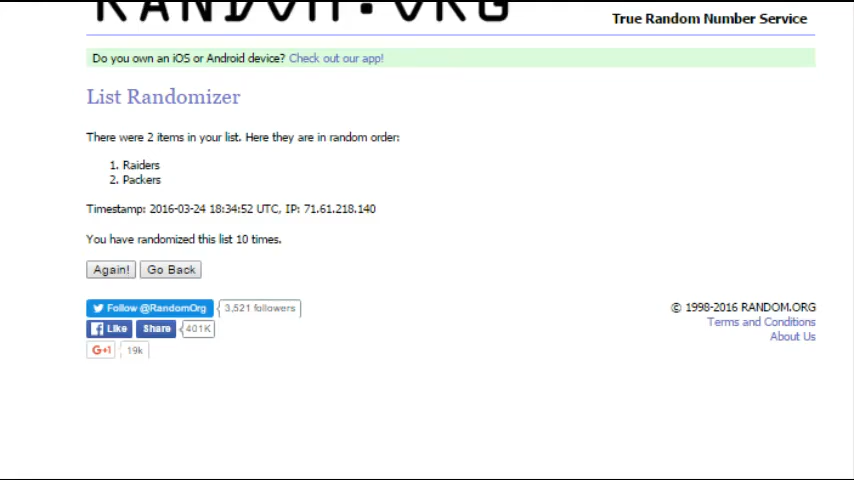 RANDOM.ORG
True Random Number Service
Do you own an iOS or Android device? Check out our app!
List Randomizer
There were 2 items in your list. Here they are in random order:
1. Raiders
2. Packers
Timestamp: 2016-03-24 18:34:52 UTC, IP: 71.61.218.140
You have randomized this list 10 times.
Again! Go Back
Follow @RandomOrg 3,521 followers
Like Share 401K
G+1 19k
© 1998-2016 RANDOM.ORG
Terms and Conditions
About Us